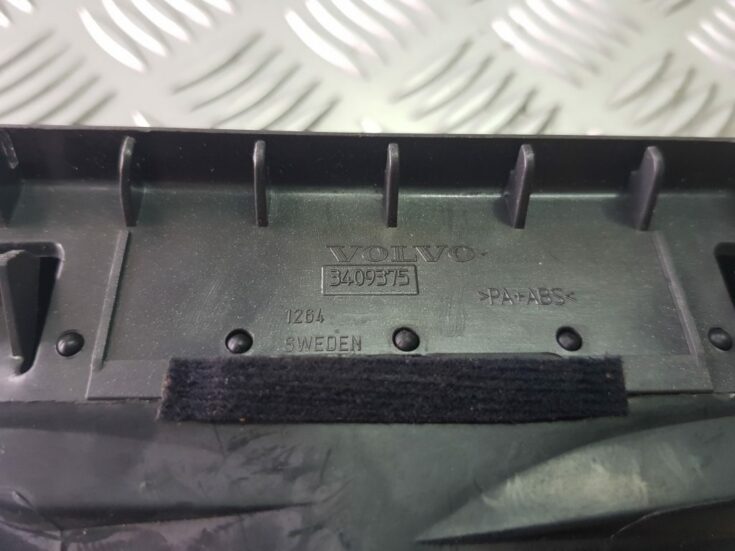 VOLVO
3409375
>PA+ABS<
1264
SWEDEN